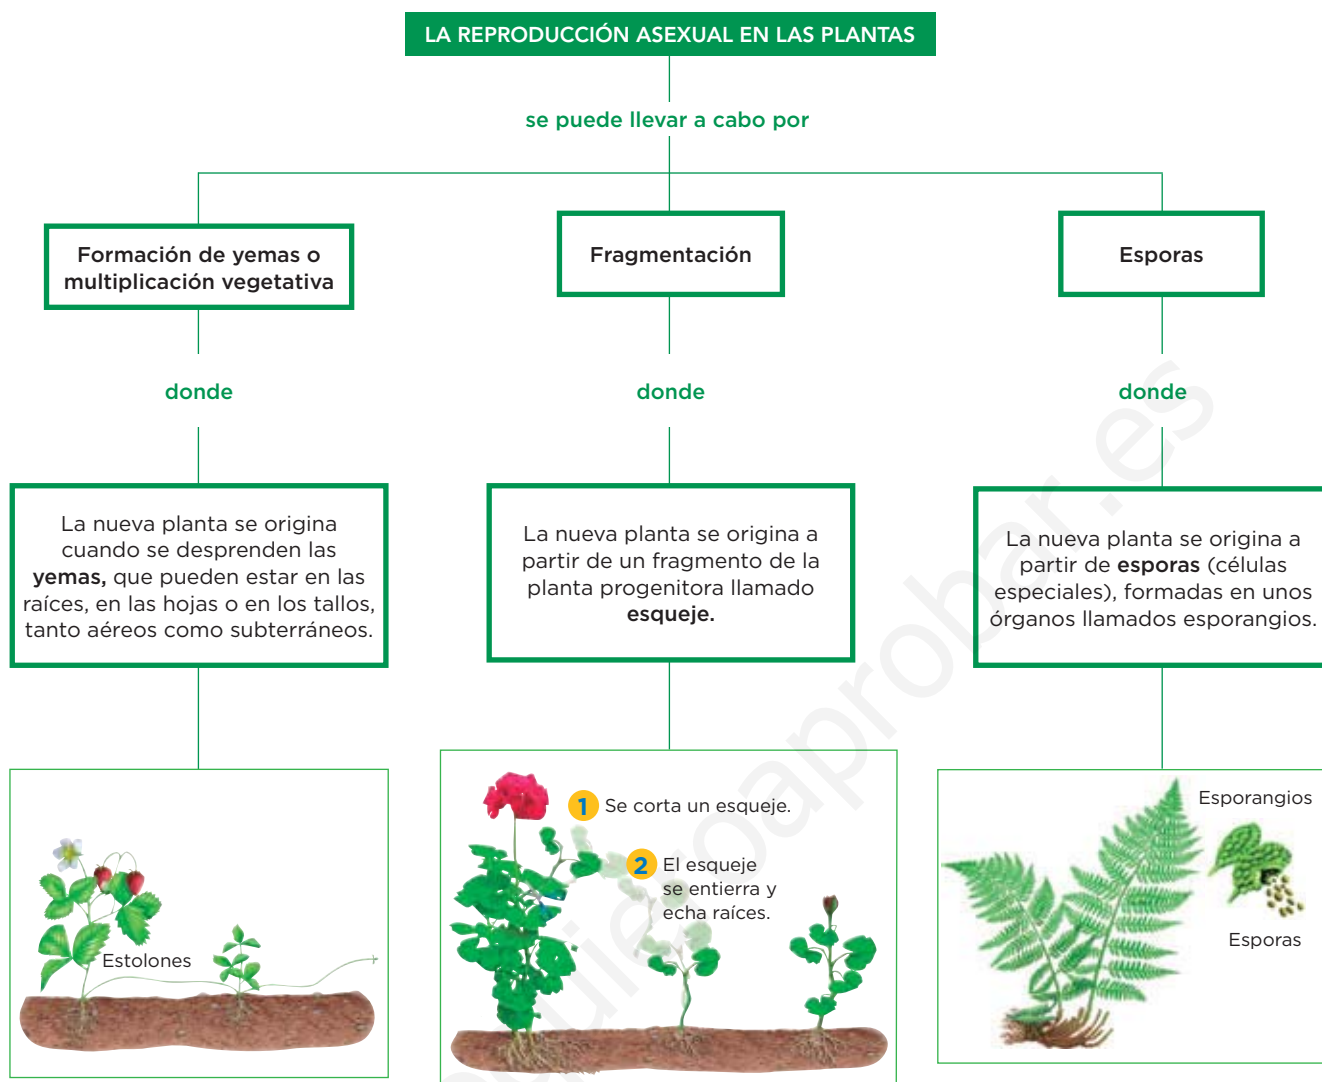 LA REPRODUCCIÓN ASEXUAL EN LAS PLANTAS
se puede llevar a cabo por
Formación de yemas o
multiplicación vegetativa
Fragmentación
Esporas
donde
donde
donde
La nueva planta se origina
cuando se desprenden las
yemas, que pueden estar en las
raíces, en las hojas o en los tallos,
tanto aéreos como subterráneos.
La nueva planta se origina a
partir de un fragmento de la
planta progenitora llamado
esqueje.
La nueva planta se origina a
partir de esporas (células
especiales), formadas en unos
órganos llamados esporangios.
Estolones
1 Se corta un esqueje.
2 El esqueje
se entierra y
echa raíces.
Esporangios
Esporas
quieroaprobar.es